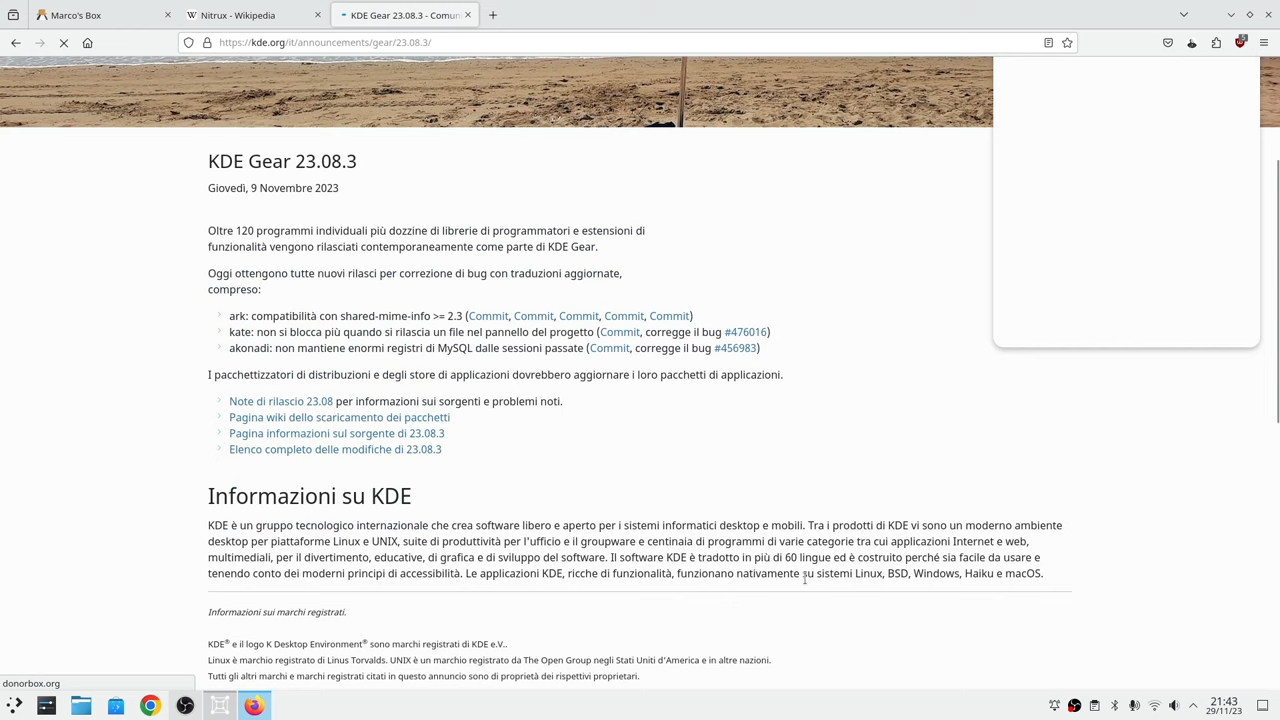 Marco's Box
Nitrux - Wikipedia
KDE Gear 23.08.3 - Comun
https://kde.org/it/announcements/gear/23.08.3/
KDE Gear 23.08.3
Giovedì, 9 Novembre 2023
Oltre 120 programmi individuali più dozzine di librerie di programmatori e estensioni di
funzionalità vengono rilasciati contemporaneamente come parte di KDE Gear.
Oggi ottengono tutte nuovi rilasci per correzione di bug con traduzioni aggiornate,
compreso:
ark: compatibilità con shared-mime-info >= 2.3 (Commit, Commit, Commit, Commit, Commit)
kate: non si blocca più quando si rilascia un file nel pannello del progetto (Commit, corregge il bug #476016)
akonadi: non mantiene enormi registri di MySQL dalle sessioni passate (Commit, corregge il bug #456983)
I pacchettizzatori di distribuzioni e degli store di applicazioni dovrebbero aggiornare i loro pacchetti di applicazioni.
Note di rilascio 23.08 per informazioni sui sorgenti e problemi noti.
Pagina wiki dello scaricamento dei pacchetti
Pagina informazioni sul sorgente di 23.08.3
Elenco completo delle modifiche di 23.08.3
Informazioni su KDE
KDE è un gruppo tecnologico internazionale che crea software libero e aperto per i sistemi informatici desktop e mobili. Tra i prodotti di KDE vi sono un moderno ambiente
desktop per piattaforme Linux e UNIX, suite di produttività per l'ufficio e il groupware e centinaia di programmi di varie categorie tra cui applicazioni Internet e web,
multimediali, per il divertimento, educative, di grafica e di sviluppo del software. Il software KDE è tradotto in più di 60 lingue ed è costruito perché sia facile da usare e
tenendo conto dei moderni principi di accessibilità. Le applicazioni KDE, ricche di funzionalità, funzionano nativamente su sistemi Linux, BSD, Windows, Haiku e macOS.
Informazioni sui marchi registrati.
KDE® e il logo K Desktop Environment® sono marchi registrati di KDE e.V..
Linux è marchio registrato di Linus Torvalds. UNIX è un marchio registrato da The Open Group negli Stati Uniti d'America e in altre nazioni.
Tutti gli altri marchi e marchi registrati citati in questo annuncio sono di proprietà dei rispettivi proprietari.
donorbox.org
21:43
29/11/23